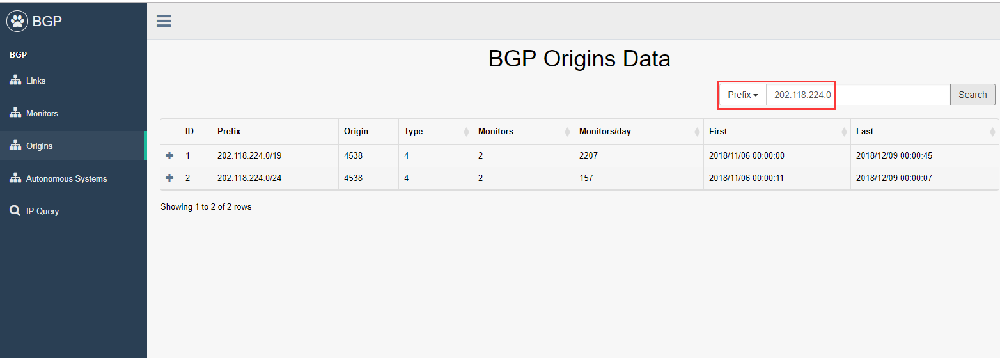 BGP
BGP
Links
Monitors
Origins
Autonomous Systems
IP Query
BGP Origins Data
Prefix 202.118.224.0 Search
ID Prefix Origin Type Monitors Monitors/day First Last
1 202.118.224.0/19 4538 4 2 2207 2018/11/06 00:00:00 2018/12/09 00:00:45
2 202.118.224.0/24 4538 4 2 157 2018/11/06 00:00:11 2018/12/09 00:00:07
Showing 1 to 2 of 2 rows